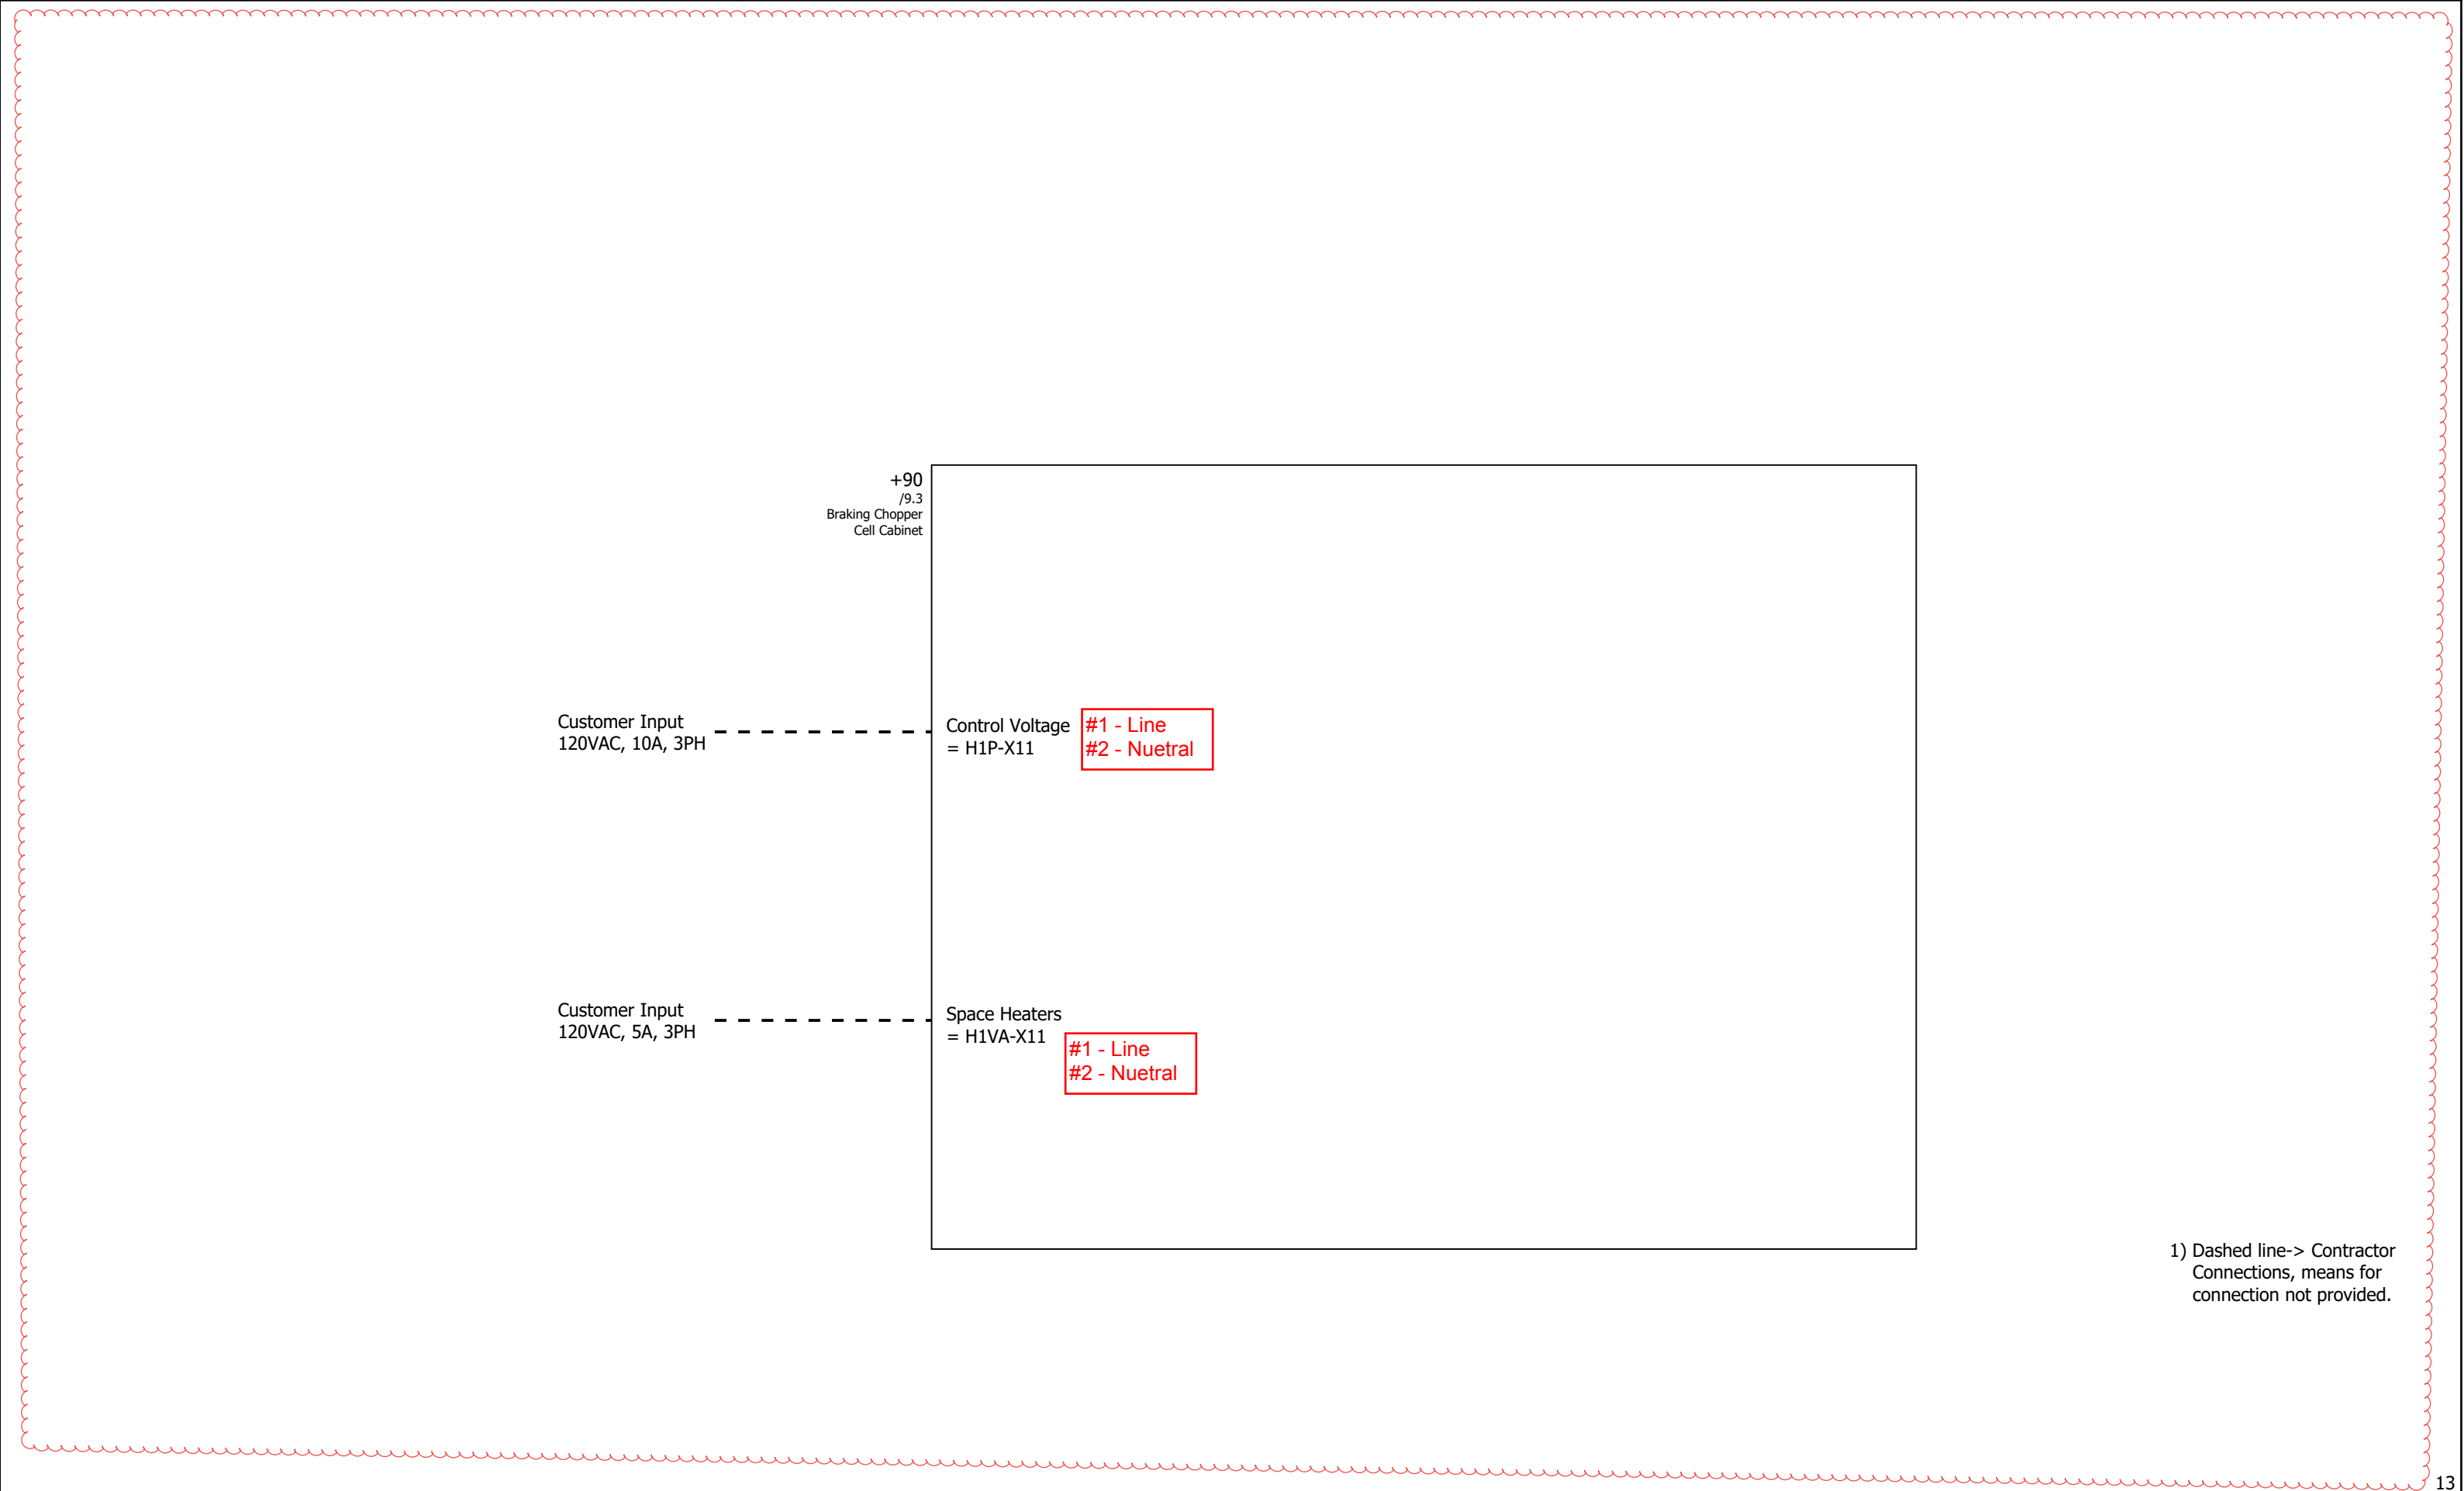 +90
/9.3
Braking Chopper
Cell Cabinet
Customer Input
120VAC, 10A, 3PH
Control Voltage
= H1P-X11
#1 - Line
#2 - Nuetral
Customer Input
120VAC, 5A, 3PH
Space Heaters
= H1VA-X11
#1 - Line
#2 - Nuetral
1) Dashed line-> Contractor
Connections, means for
connection not provided.
13